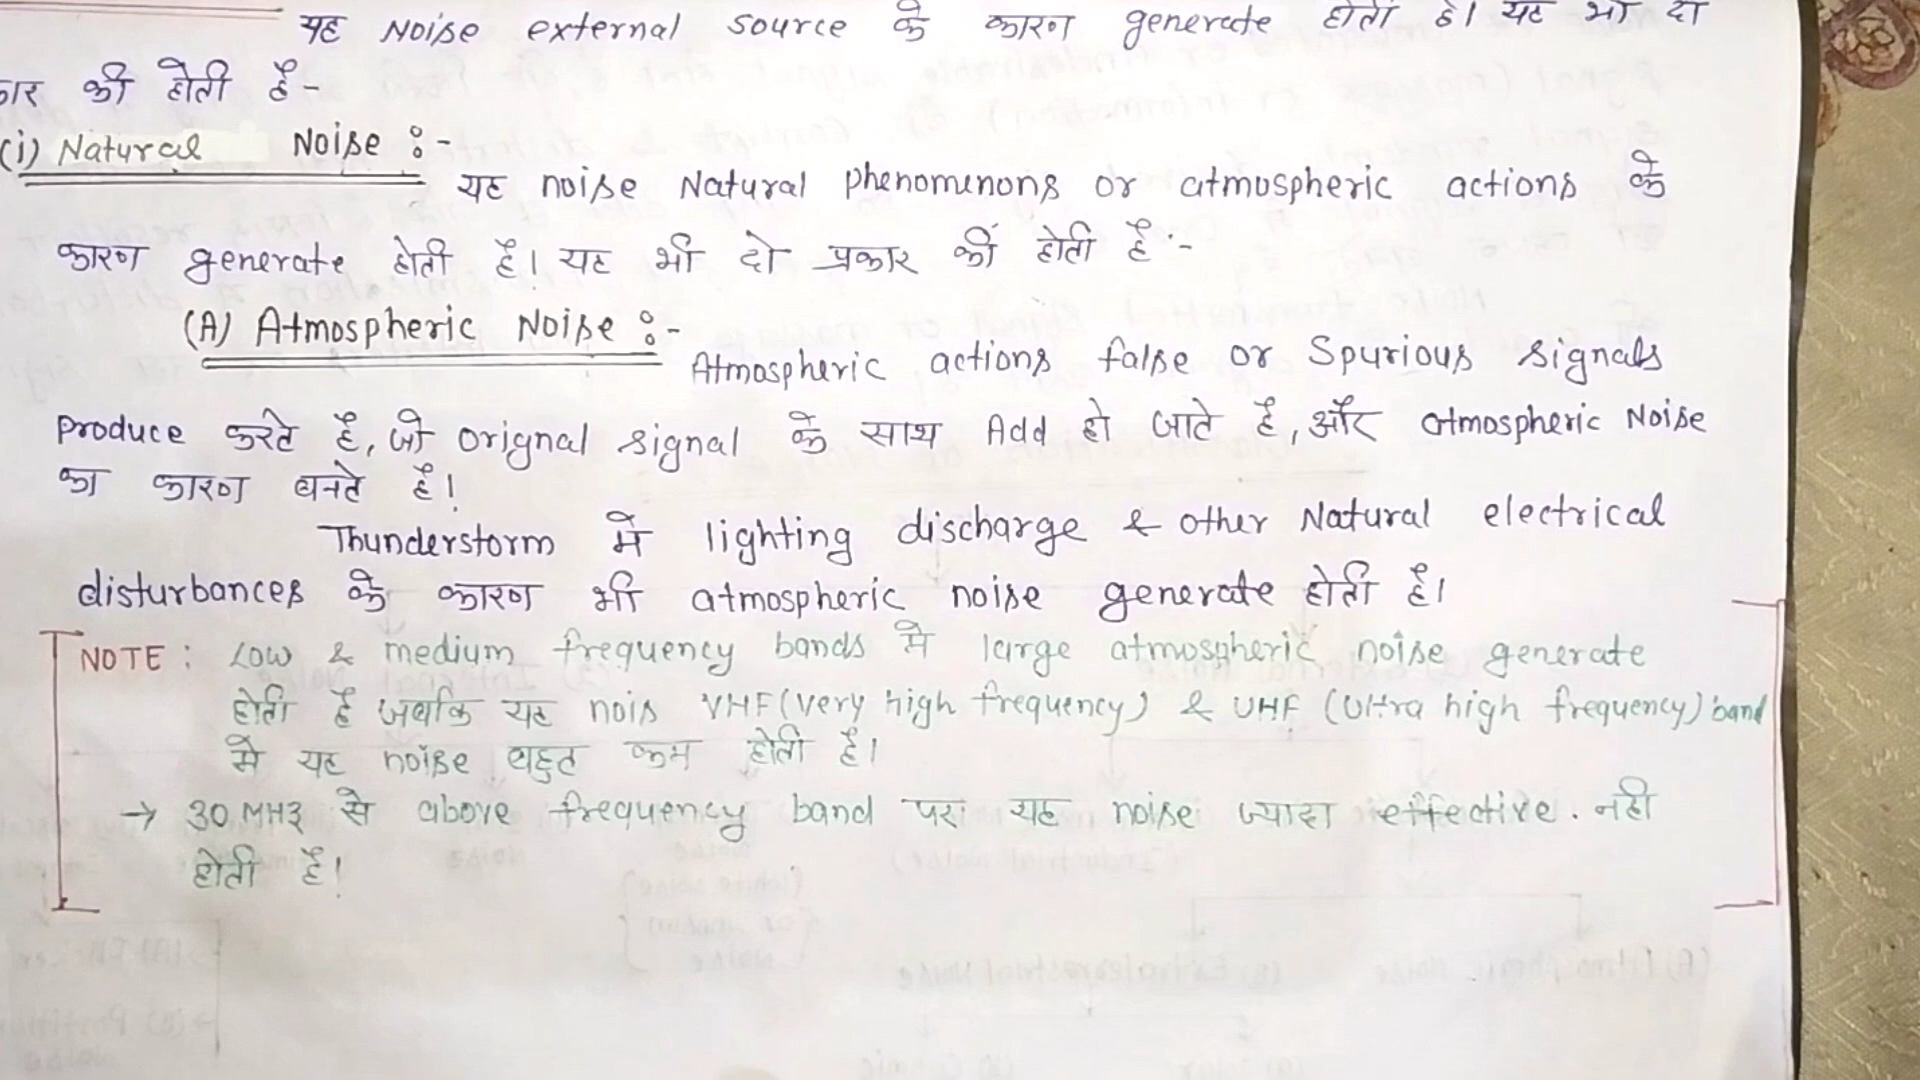 यह Noise external source के कारण generate होती है। यह भी दो
की होती है-
(i) Natural Noise :-
यह noise Natural phenomenons or atmospheric actions के
कारण generate होती है। यह भी दो प्रकार की होती है:-
(A) Atmospheric Noise :-
Atmospheric actions false or Spurious signals
produce करते है, जो orignal signal के साथ Add हो जाते है, और atmospheric Noise
का कारण बनते है।
Thunderstorm मे lighting discharge & other Natural electrical
disturbances के कारण भी atmospheric noise generate होती है।
NOTE : Low & medium frequency bands मे large atmospheric noise generate
होती है जबकि यह nois VHF (very high frequency) & UHF (Ultra high frequency) band
मे यह noise बहुत कम होती है।
→ 30 MHz से above frequency band पर यह noise ज्यादा effective. नही
होती है।